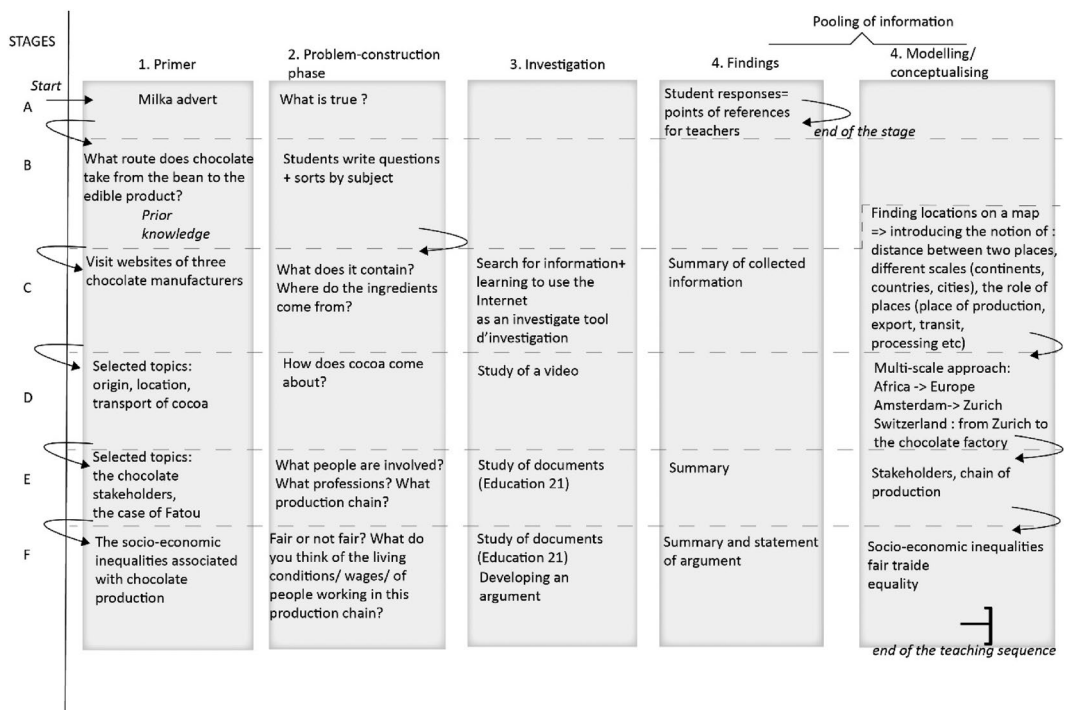 Pooling of information
STAGES
1. Primer
2. Problem-construction
phase
3. Investigation
4. Findings
4. Modelling/
conceptualising
Start
A
Milka advert
What is true ?
Student responses=
points of references
for teachers
end of the stage
B
What route does chocolate
take from the bean to the
edible product?
Prior
knowledge
Students write questions
+ sorts by subject
C
Visit websites of three
chocolate manufacturers
What does it contain?
Where do the ingredients
come from?
Search for information+
learning to use the
Internet
as an investigate tool
d'investigation
Summary of collected
information
Finding locations on a map
=> introducing the notion of :
distance between two places,
different scales (continents,
countries, cities), the role of
places (place of production,
export, transit,
processing etc)
D
Selected topics:
origin, location,
transport of cocoa
How does cocoa come
about?
Study of a video
Multi-scale approach:
Africa -> Europe
Amsterdam-> Zurich
Switzerland : from Zurich to
the chocolate factory
E
Selected topics:
the chocolate
stakeholders,
the case of Fatou
What people are involved?
What professions? What
production chain?
Study of documents
(Education 21)
Summary
Stakeholders, chain of
production
F
The socio-economic
inequalities associated
with chocolate
production
Fair or not fair? What do
you think of the living
conditions/ wages/ of
people working in this
production chain?
Study of documents
(Education 21)
Developing an
argument
Summary and statement
of argument
Socio-economic inequalities
fair traide
equality
end of the teaching sequence